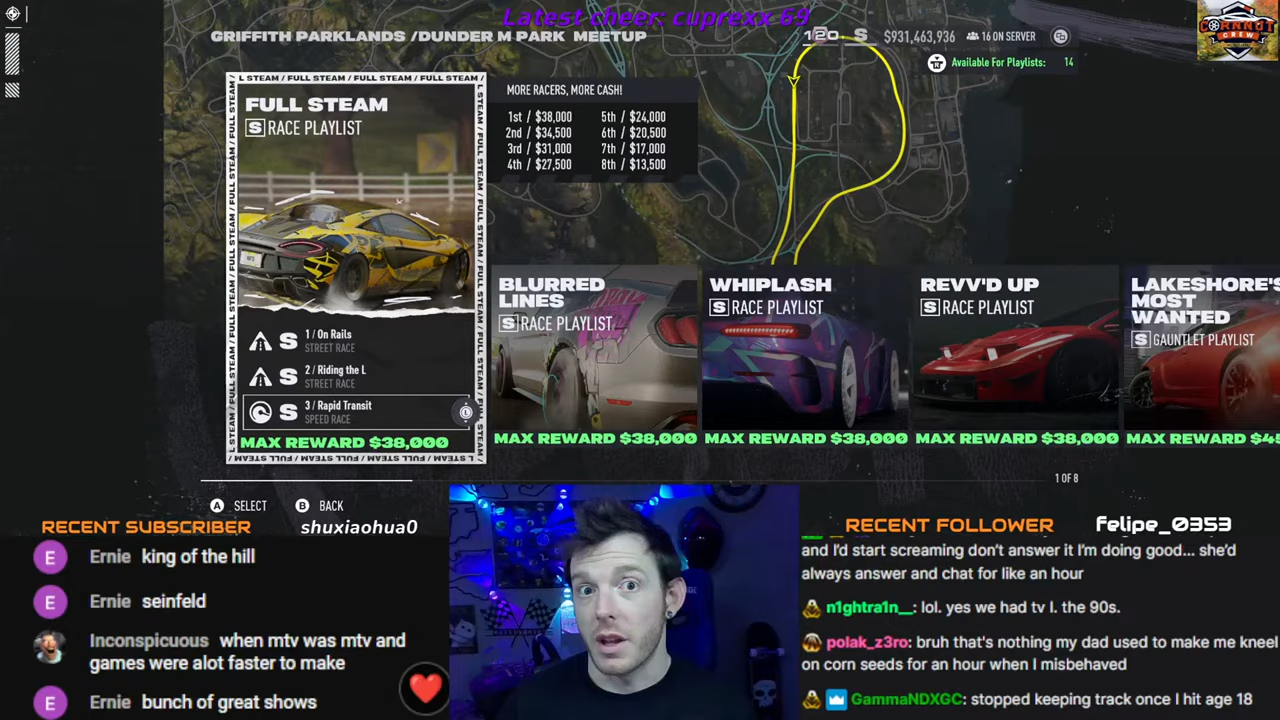 Latest cheer: cuprexx 69
GRIFFITH PARKLANDS /DUNDER M PARK MEETUP
120 S $931,463,936 16 ON SERVER
Available For Playlists: 14
CORNNUT
CREW
L STEAM / FULL STEAM / FULL STEAM / FULL STEAM / FULL STEAM /
FULL STEAM
S RACE PLAYLIST
1 / On Rails
STREET RACE
2 / Riding the L
STREET RACE
3 / Rapid Transit
SPEED RACE
MAX REWARD $38,000
MORE RACERS, MORE CASH!
1st / $38,000 5th / $24,000
2nd / $34,500 6th / $20,500
3rd / $31,000 7th / $17,000
4th / $27,500 8th / $13,500
BLURRED
LINES
S RACE PLAYLIST
MAX REWARD $38,000
WHIPLASH
S RACE PLAYLIST
MAX REWARD $38,000
REVV'D UP
S RACE PLAYLIST
MAX REWARD $38,000
LAKESHORE'S
MOST
WANTED
S GAUNTLET PLAYLIST
1 OF 8
A SELECT B BACK
RECENT SUBSCRIBER shuxiaohua0
E Ernie king of the hill
E Ernie seinfeld
Inconspicuous when mtv was mtv and
games were alot faster to make
E Ernie bunch of great shows
RECENT FOLLOWER felipe_0353
and I'd start screaming don't answer it I'm doing good... she'd
always answer and chat for like an hour
n1ghtra1n__: lol. yes we had tv I. the 90s.
polak_z3ro: bruh that's nothing my dad used to make me kneel
on corn seeds for an hour when I misbehaved
GammaNDXGC: stopped keeping track once I hit age 18